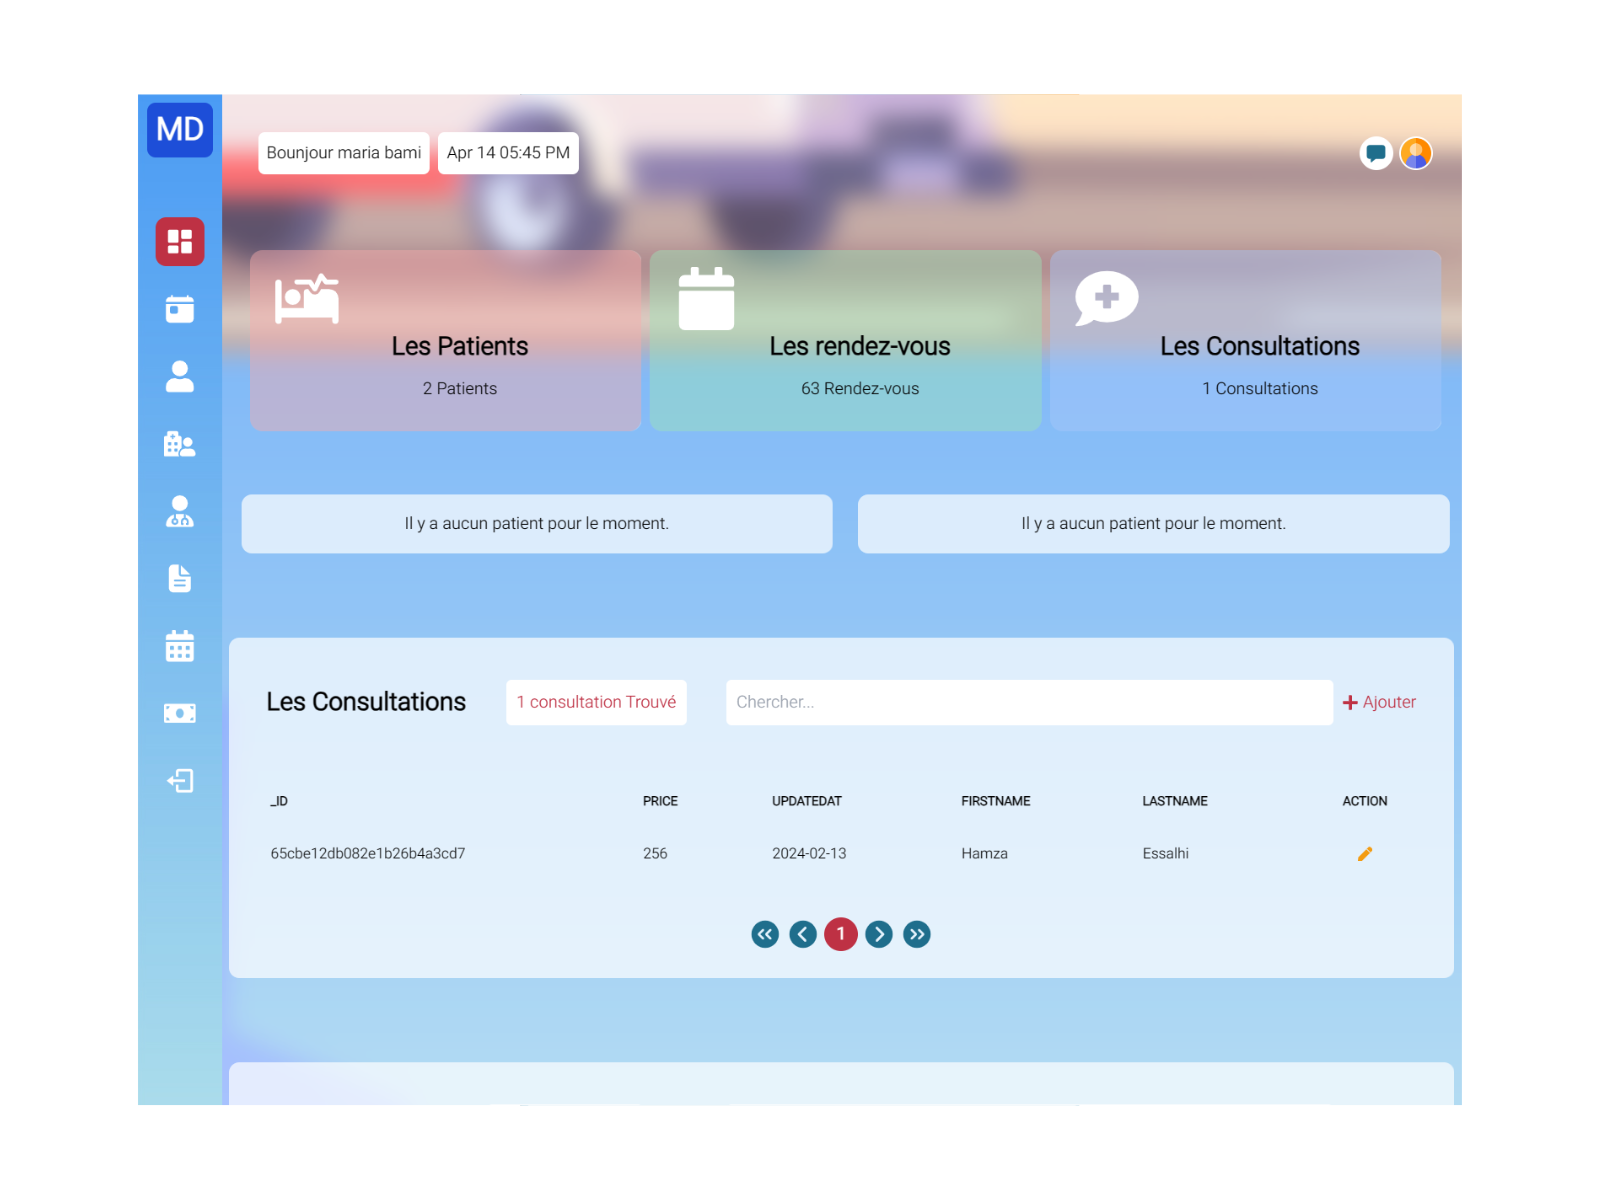 MD
Bounjour maria bami
Apr 14 05:45 PM
Les Patients
2 Patients
Les rendez-vous
63 Rendez-vous
Les Consultations
1 Consultations
Il y a aucun patient pour le moment.
Il y a aucun patient pour le moment.
Les Consultations
1 consultation Trouvé
Chercher...
Ajouter
_ID PRICE UPDATEDAT FIRSTNAME LASTNAME ACTION
65cbe12db082e1b26b4a3cd7 256 2024-02-13 Hamza Essalhi
1